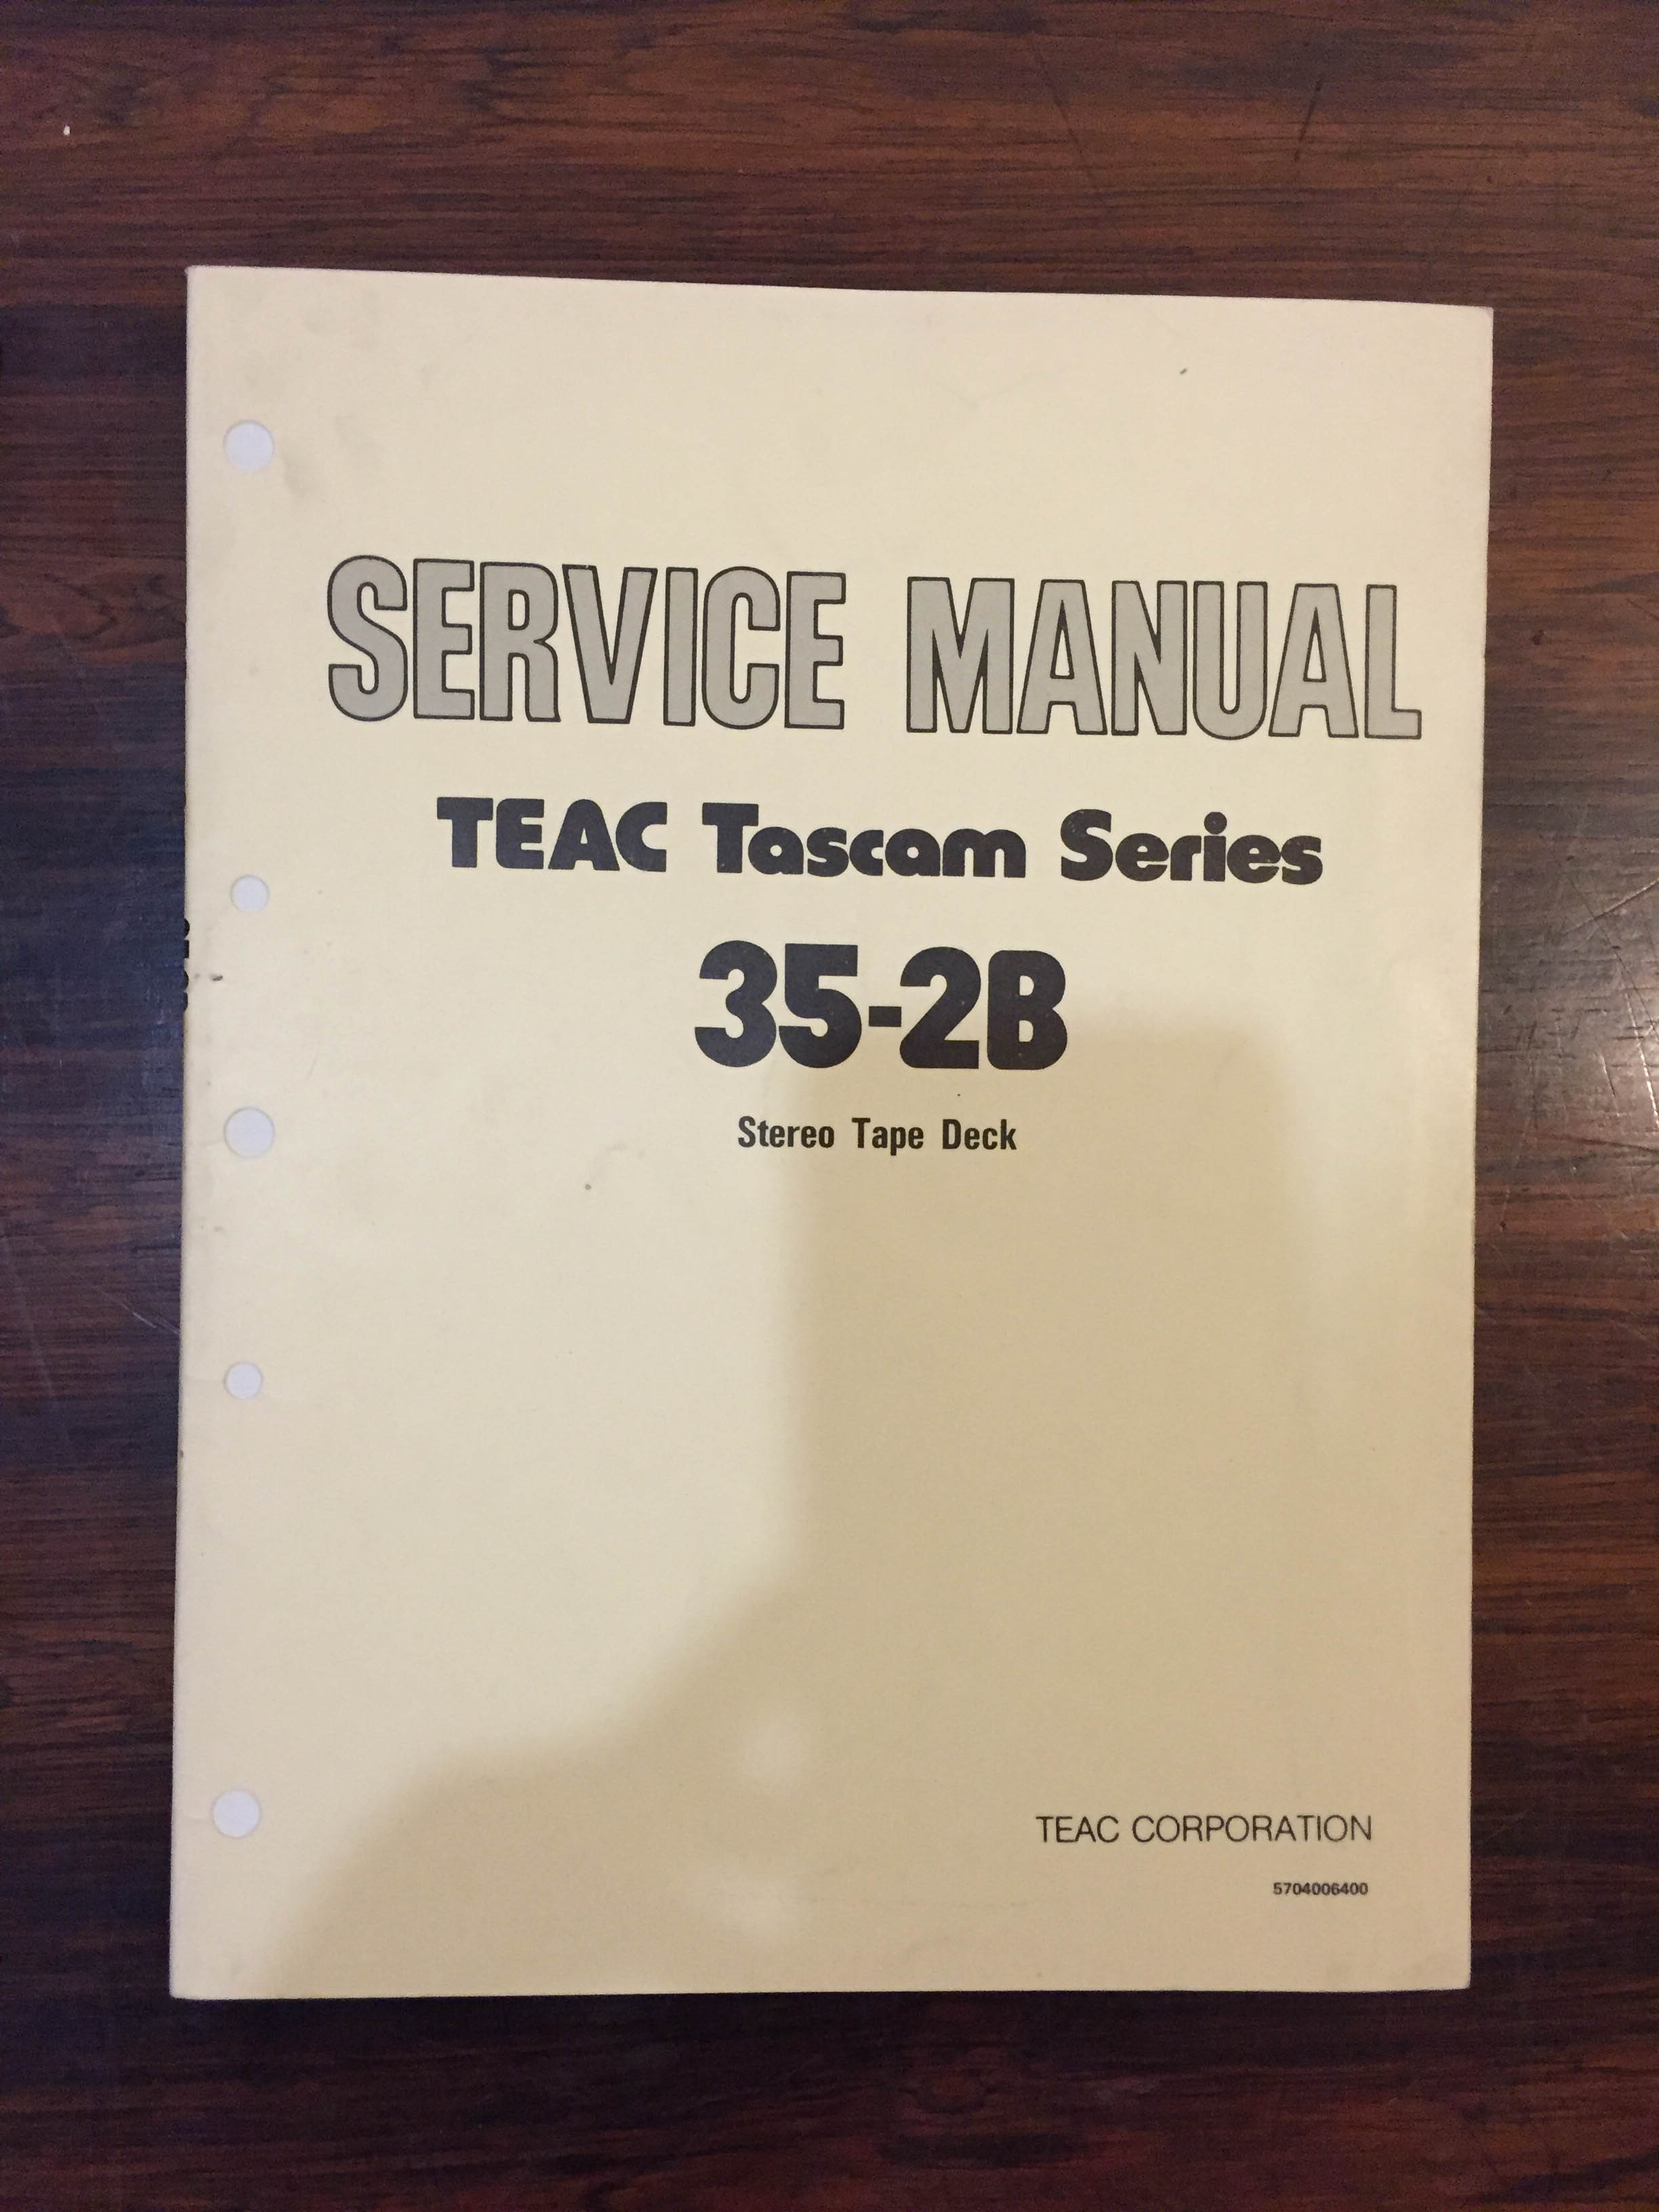 SERVICE MANUAL
TEAC Tascam Series
35-2B
Stereo Tape Deck
TEAC CORPORATION
5704006400